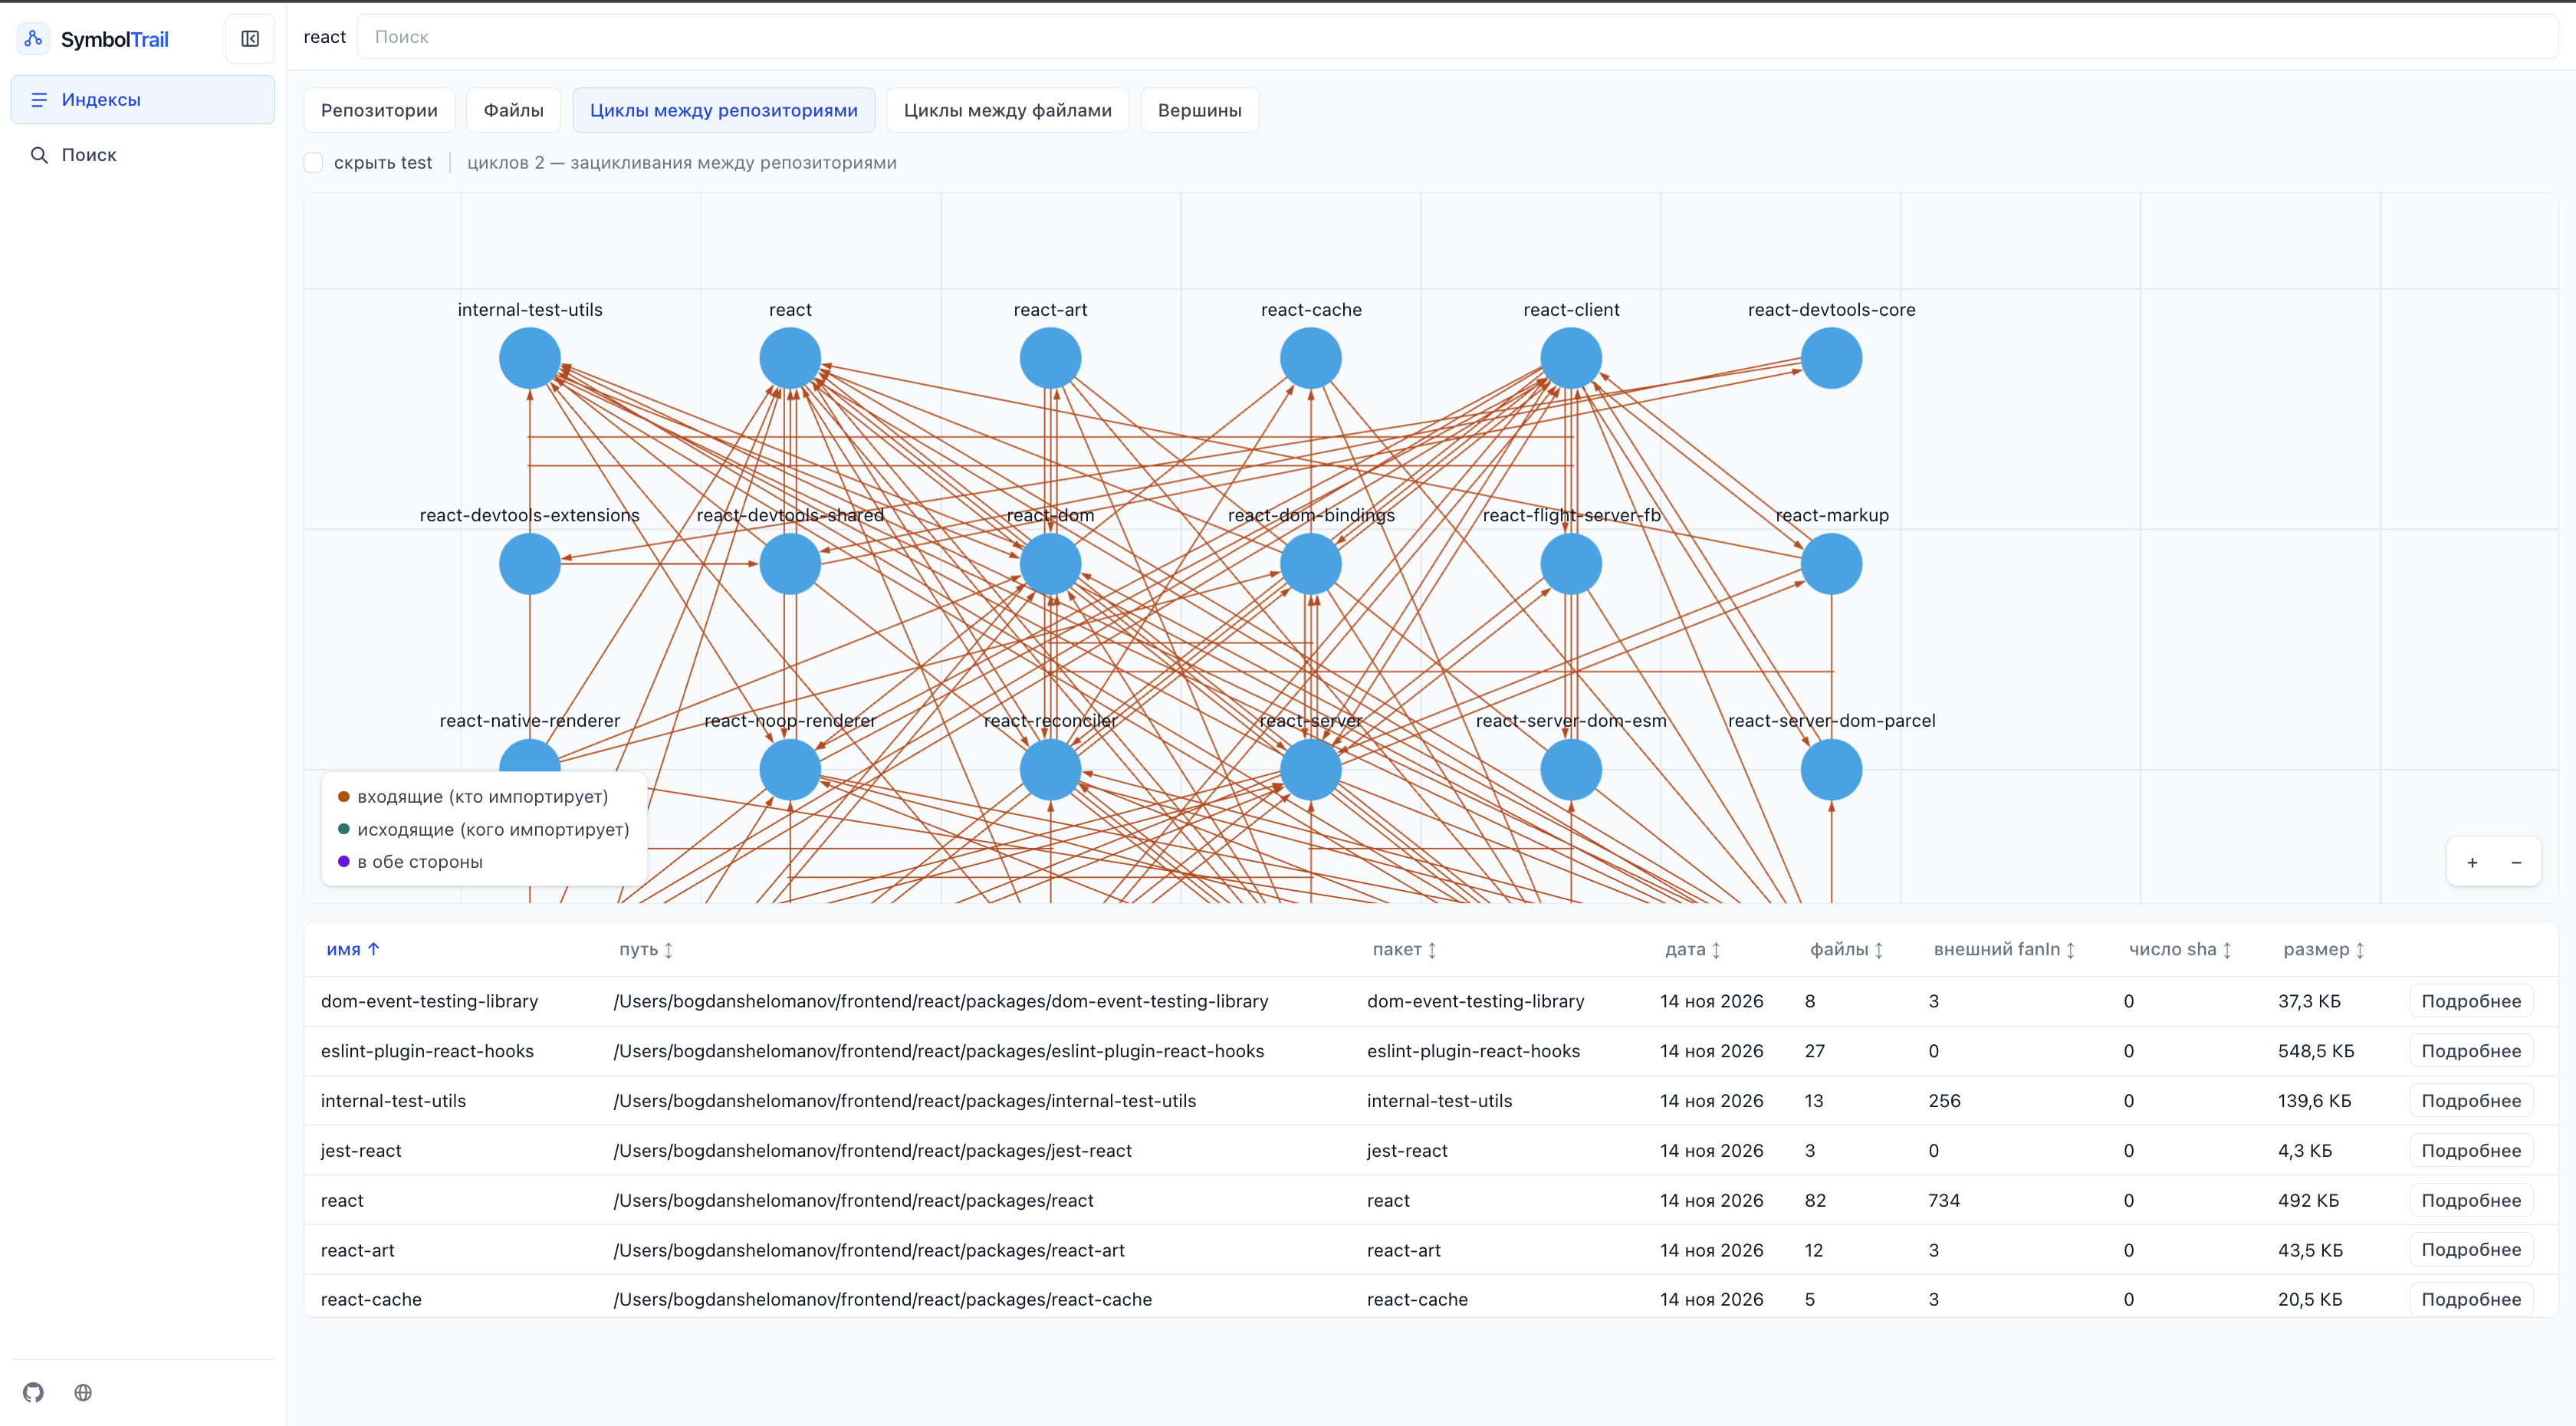 SymbolTrail
react
Поиск
Индексы
Поиск
Репозитории
Файлы
Циклы между репозиториями
Циклы между файлами
Вершины
скрыть test
циклов 2 — зацикливания между репозиториями
internal-test-utils
react
react-art
react-cache
react-client
react-devtools-core
react-devtools-extensions
react-devtools-shared
react-dom
react-dom-bindings
react-flight-server-fb
react-markup
react-native-renderer
react-noop-renderer
react-reconciler
react-server
react-server-dom-esm
react-server-dom-parcel
входящие (кто импортирует)
исходящие (кого импортирует)
в обе стороны
+ −
имя ↑ путь ↕ пакет ↕ дата ↕ файлы ↕ внешний fanIn ↕ число sha ↕ размер ↕
dom-event-testing-library /Users/bogdanshelomanov/frontend/react/packages/dom-event-testing-library dom-event-testing-library 14 ноя 2026 8 3 0 37,3 КБ Подробнее
eslint-plugin-react-hooks /Users/bogdanshelomanov/frontend/react/packages/eslint-plugin-react-hooks eslint-plugin-react-hooks 14 ноя 2026 27 0 0 548,5 КБ Подробнее
internal-test-utils /Users/bogdanshelomanov/frontend/react/packages/internal-test-utils internal-test-utils 14 ноя 2026 13 256 0 139,6 КБ Подробнее
jest-react /Users/bogdanshelomanov/frontend/react/packages/jest-react jest-react 14 ноя 2026 3 0 0 4,3 КБ Подробнее
react /Users/bogdanshelomanov/frontend/react/packages/react react 14 ноя 2026 82 734 0 492 КБ Подробнее
react-art /Users/bogdanshelomanov/frontend/react/packages/react-art react-art 14 ноя 2026 12 3 0 43,5 КБ Подробнее
react-cache /Users/bogdanshelomanov/frontend/react/packages/react-cache react-cache 14 ноя 2026 5 3 0 20,5 КБ Подробнее